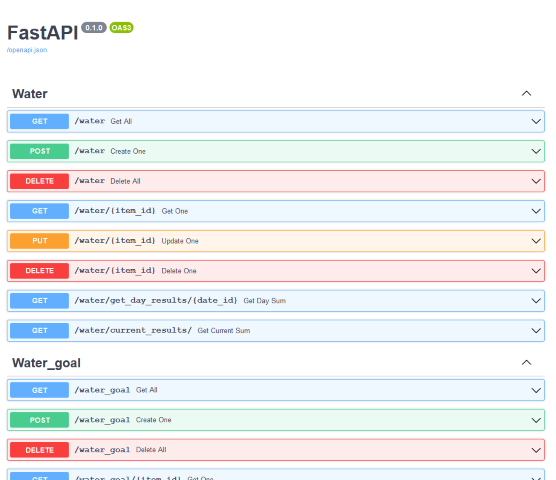 FastAPI 0.1.0 OAS3
/openapi.json
Water
GET /water Get All
POST /water Create One
DELETE /water Delete All
GET /water/{item_id} Get One
PUT /water/{item_id} Update One
DELETE /water/{item_id} Delete One
GET /water/get_day_results/{date_id} Get Day Sum
GET /water/current_results/ Get Current Sum
Water_goal
GET /water_goal Get All
POST /water_goal Create One
DELETE /water_goal Delete All
GET /water_goal/{item_id} Get One